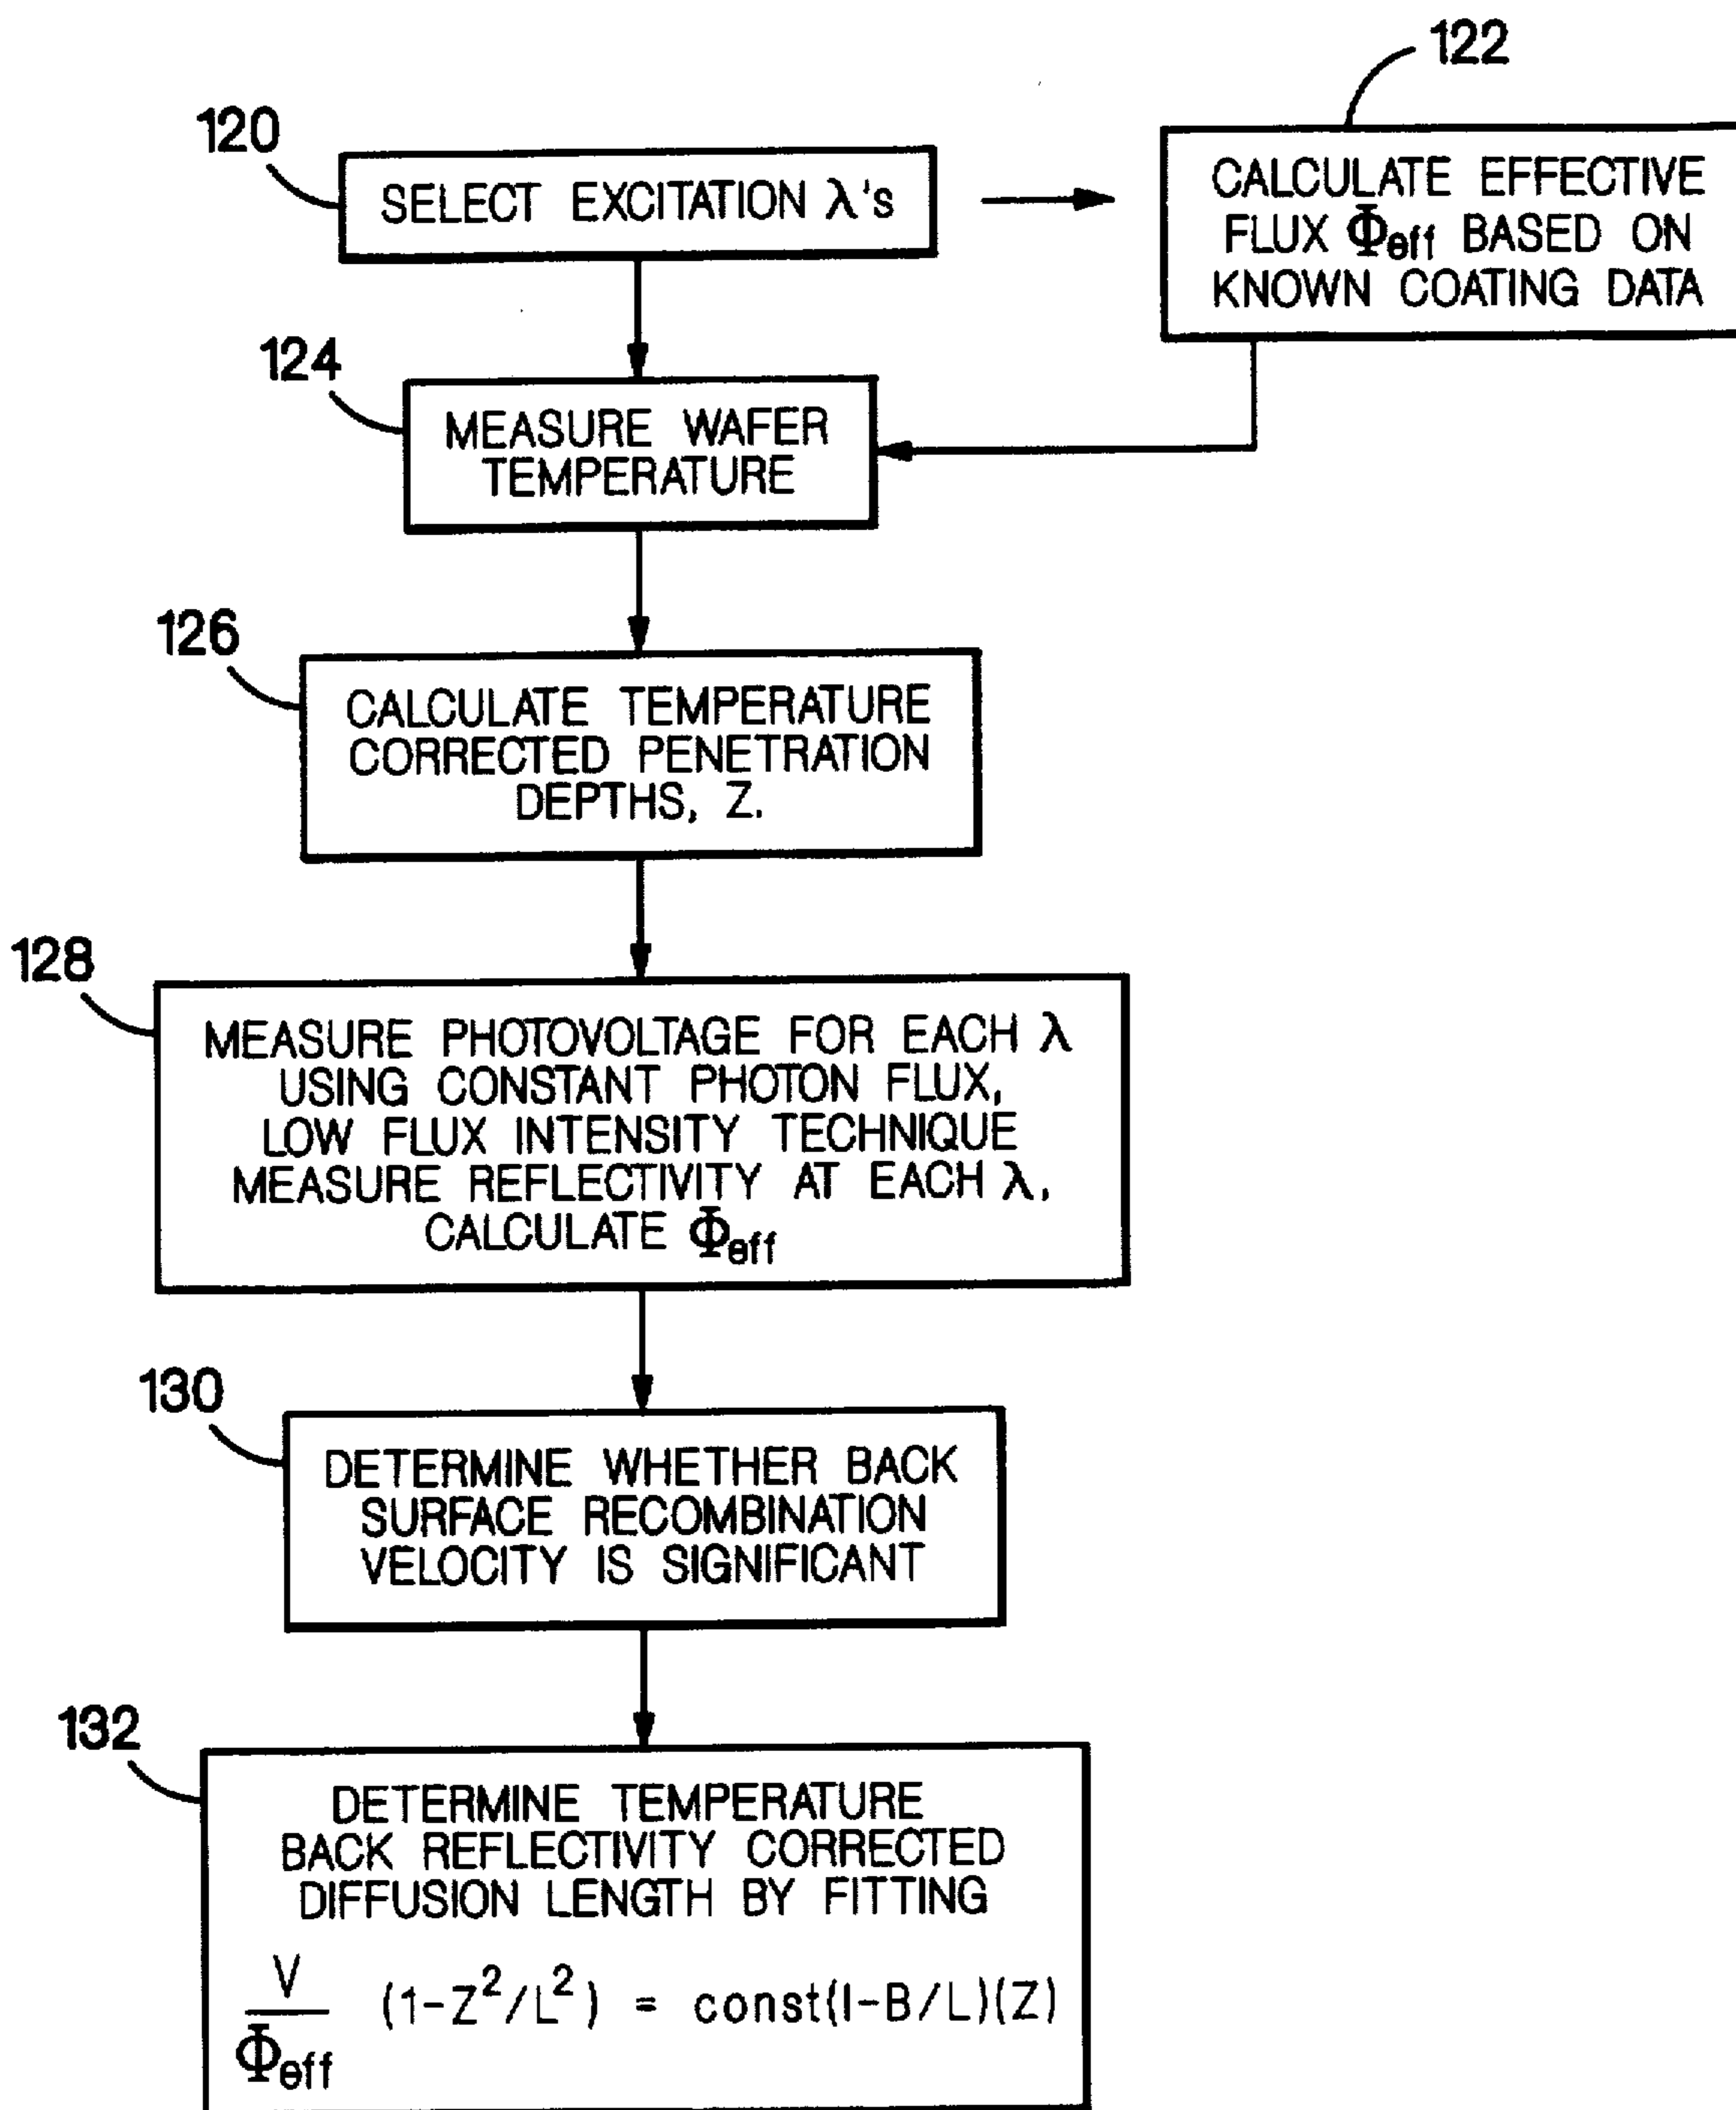 122
120
SELECT EXCITATION λ's
CALCULATE EFFECTIVE
FLUX Φeff BASED ON
KNOWN COATING DATA
124
MEASURE WAFER
TEMPERATURE
126
CALCULATE TEMPERATURE
CORRECTED PENETRATION
DEPTHS, Z.
128
MEASURE PHOTOVOLTAGE FOR EACH λ
USING CONSTANT PHOTON FLUX,
LOW FLUX INTENSITY TECHNIQUE
MEASURE REFLECTIVITY AT EACH λ,
CALCULATE Φeff
130
DETERMINE WHETHER BACK
SURFACE RECOMBINATION
VELOCITY IS SIGNIFICANT
132
DETERMINE TEMPERATURE
BACK REFLECTIVITY CORRECTED
DIFFUSION LENGTH BY FITTING
V/Φeff (1-Z²/L²) = const(I-B/L)(Z)